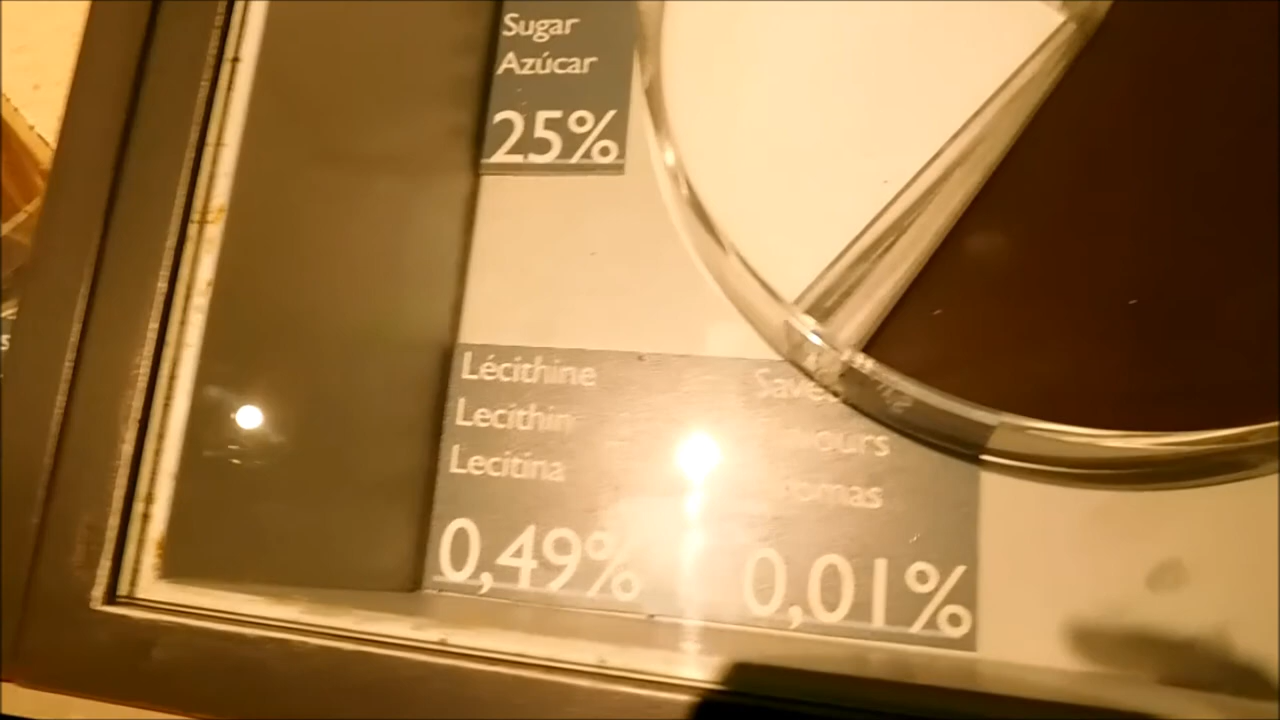 Sugar
Azúcar
25%
Lécithine
Lecithin
Lecitina
0,49%
0,01%